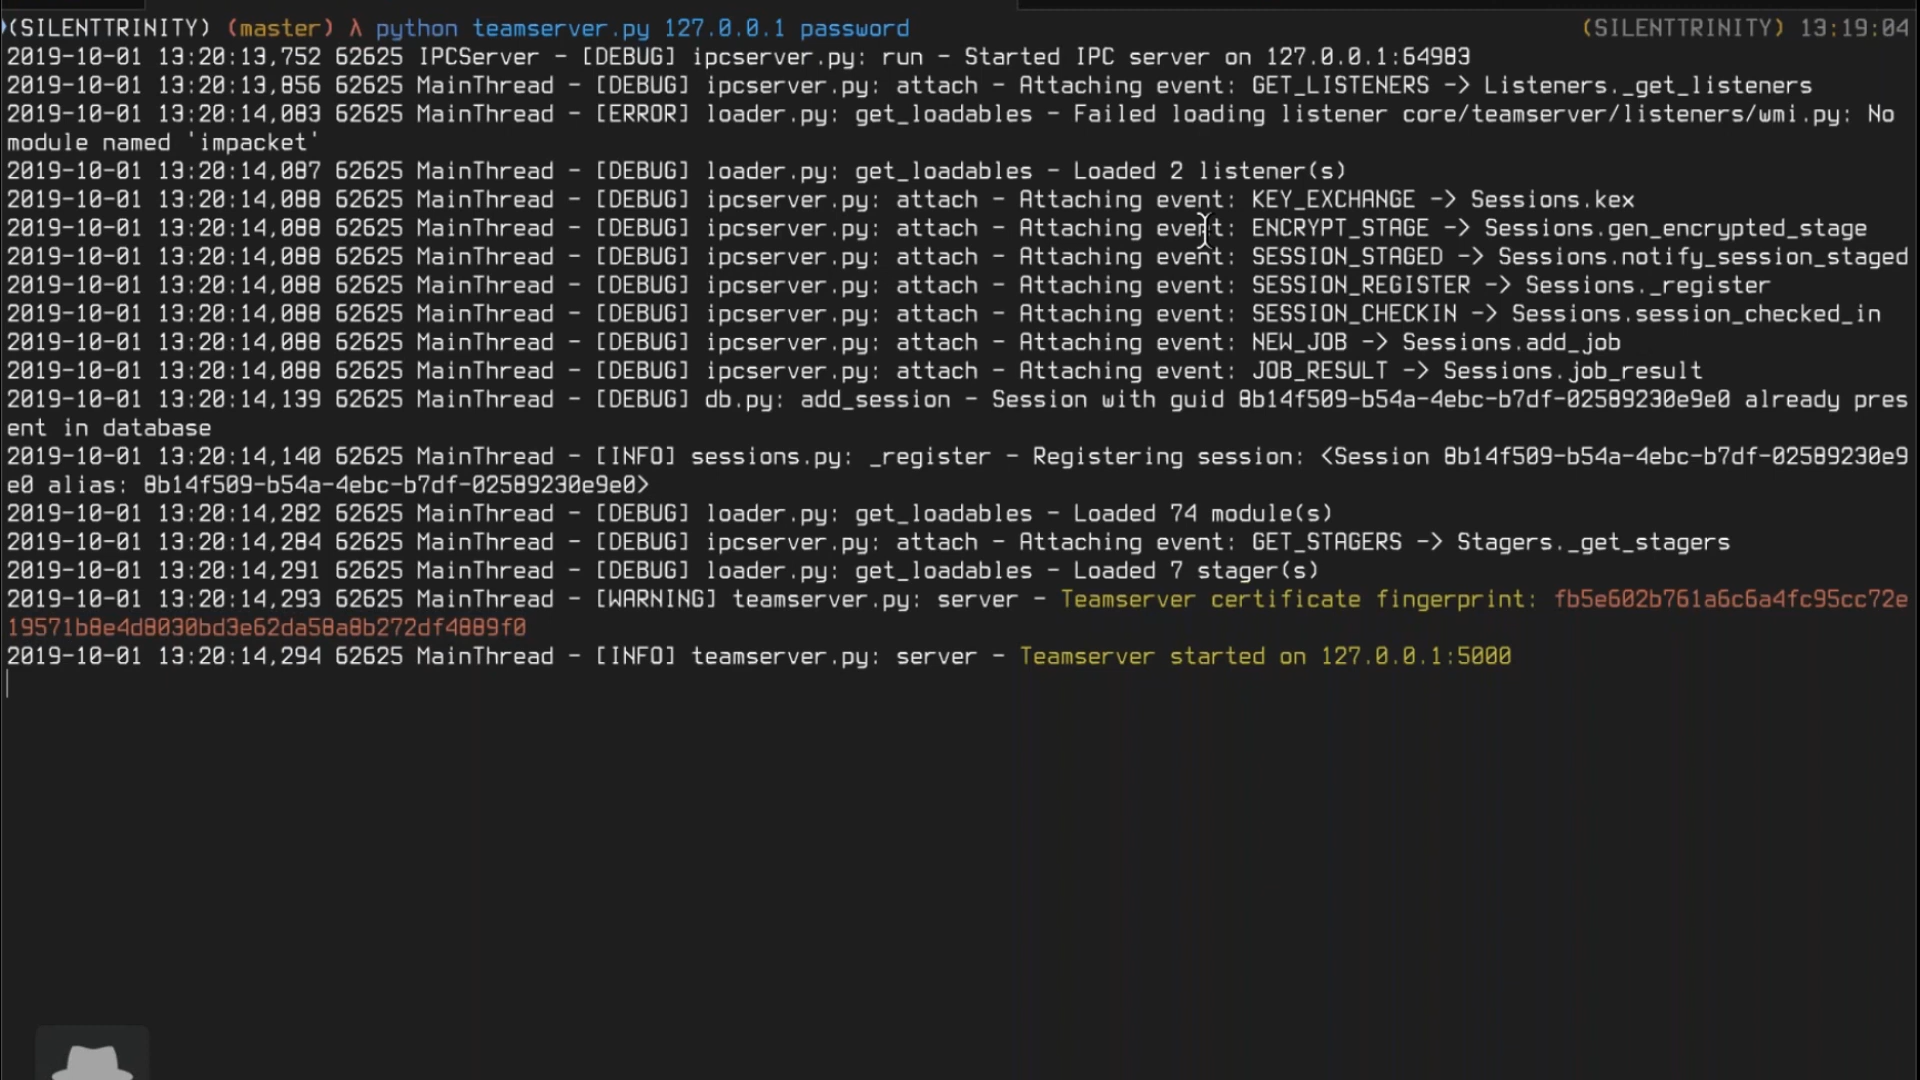 (SILENTTRINITY) (master) λ python teamserver.py 127.0.0.1 password (SILENTTRINITY) 13:19:04
2019-10-01 13:20:13,752 62625 IPCServer - [DEBUG] ipcserver.py: run - Started IPC server on 127.0.0.1:64983
2019-10-01 13:20:13,856 62625 MainThread - [DEBUG] ipcserver.py: attach - Attaching event: GET_LISTENERS -> Listeners._get_listeners
2019-10-01 13:20:14,083 62625 MainThread - [ERROR] loader.py: get_loadables - Failed loading listener core/teamserver/listeners/wmi.py: No
module named 'impacket'
2019-10-01 13:20:14,087 62625 MainThread - [DEBUG] loader.py: get_loadables - Loaded 2 listener(s)
2019-10-01 13:20:14,088 62625 MainThread - [DEBUG] ipcserver.py: attach - Attaching event: KEY_EXCHANGE -> Sessions.kex
2019-10-01 13:20:14,088 62625 MainThread - [DEBUG] ipcserver.py: attach - Attaching event: ENCRYPT_STAGE -> Sessions.gen_encrypted_stage
2019-10-01 13:20:14,088 62625 MainThread - [DEBUG] ipcserver.py: attach - Attaching event: SESSION_STAGED -> Sessions.notify_session_staged
2019-10-01 13:20:14,088 62625 MainThread - [DEBUG] ipcserver.py: attach - Attaching event: SESSION_REGISTER -> Sessions._register
2019-10-01 13:20:14,088 62625 MainThread - [DEBUG] ipcserver.py: attach - Attaching event: SESSION_CHECKIN -> Sessions.session_checked_in
2019-10-01 13:20:14,088 62625 MainThread - [DEBUG] ipcserver.py: attach - Attaching event: NEW_JOB -> Sessions.add_job
2019-10-01 13:20:14,088 62625 MainThread - [DEBUG] ipcserver.py: attach - Attaching event: JOB_RESULT -> Sessions.job_result
2019-10-01 13:20:14,139 62625 MainThread - [DEBUG] db.py: add_session - Session with guid 8b14f509-b54a-4ebc-b7df-02589230e9e0 already pres
ent in database
2019-10-01 13:20:14,140 62625 MainThread - [INFO] sessions.py: _register - Registering session: <Session 8b14f509-b54a-4ebc-b7df-02589230e9
e0 alias: 8b14f509-b54a-4ebc-b7df-02589230e9e0>
2019-10-01 13:20:14,282 62625 MainThread - [DEBUG] loader.py: get_loadables - Loaded 74 module(s)
2019-10-01 13:20:14,284 62625 MainThread - [DEBUG] ipcserver.py: attach - Attaching event: GET_STAGERS -> Stagers._get_stagers
2019-10-01 13:20:14,291 62625 MainThread - [DEBUG] loader.py: get_loadables - Loaded 7 stager(s)
2019-10-01 13:20:14,293 62625 MainThread - [WARNING] teamserver.py: server - Teamserver certificate fingerprint: fb5e602b761a6c6a4fc95cc72e
19571b8e4d8030bd3e62da58a8b272df4889f0
2019-10-01 13:20:14,294 62625 MainThread - [INFO] teamserver.py: server - Teamserver started on 127.0.0.1:5000